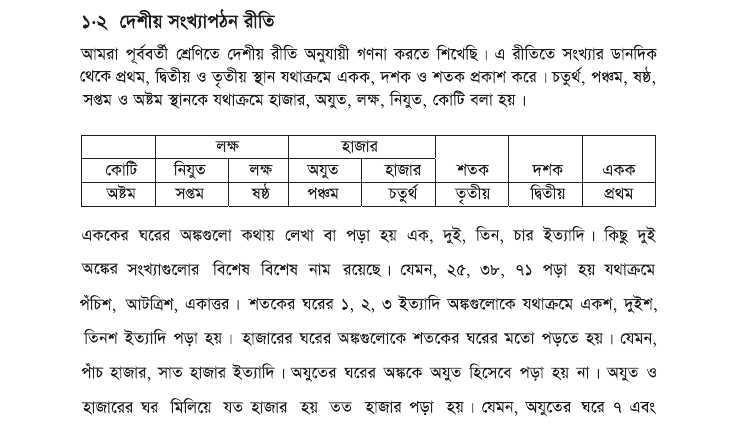 ১·২ দেশীয় সংখ্যাপঠন রীতি
আমরা পূর্ববর্তী শ্রেণিতে দেশীয় রীতি অনুযায়ী গণনা করতে শিখেছি। এ রীতিতে সংখ্যার ডানদিক
থেকে প্রথম, দ্বিতীয় ও তৃতীয় স্থান যথাক্রমে একক, দশক ও শতক প্রকাশ করে। চতুর্থ, পঞ্চম, ষষ্ঠ,
সপ্তম ও অষ্টম স্থানকে যথাক্রমে হাজার, অযুত, লক্ষ, নিযুত, কোটি বলা হয়।
লক্ষ হাজার
কোটি নিযুত লক্ষ অযুত হাজার শতক দশক একক
অষ্টম সপ্তম ষষ্ঠ পঞ্চম চতুর্থ তৃতীয় দ্বিতীয় প্রথম
এককের ঘরের অঙ্কগুলো কথায় লেখা বা পড়া হয় এক, দুই, তিন, চার ইত্যাদি। কিছু দুই
অঙ্কের সংখ্যাগুলোর বিশেষ বিশেষ নাম রয়েছে। যেমন, ২৫, ৩৮, ৭১ পড়া হয় যথাক্রমে
পঁচিশ, আটত্রিশ, একাত্তর। শতকের ঘরের ১, ২, ৩ ইত্যাদি অঙ্কগুলোকে যথাক্রমে একশ, দুইশ,
তিনশ ইত্যাদি পড়া হয়। হাজারের ঘরের অঙ্কগুলোকে শতকের ঘরের মতো পড়তে হয়। যেমন,
পাঁচ হাজার, সাত হাজার ইত্যাদি। অযুতের ঘরের অঙ্ককে অযুত হিসেবে পড়া হয় না। অযুত ও
হাজারের ঘর মিলিয়ে যত হাজার হয় তত হাজার পড়া হয়। যেমন, অযুতের ঘরে ৭ এবং